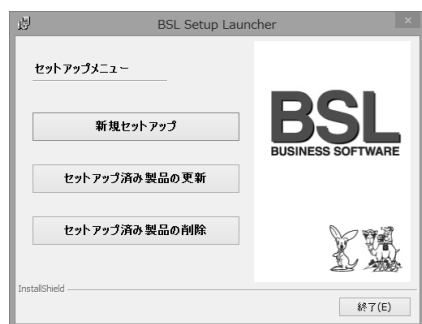 BSL Setup Launcher
セットアップメニュー
新規セットアップ
セットアップ済み製品の更新
セットアップ済み製品の削除
BSL
BUSINESS SOFTWARE
InstallShield
終了(E)